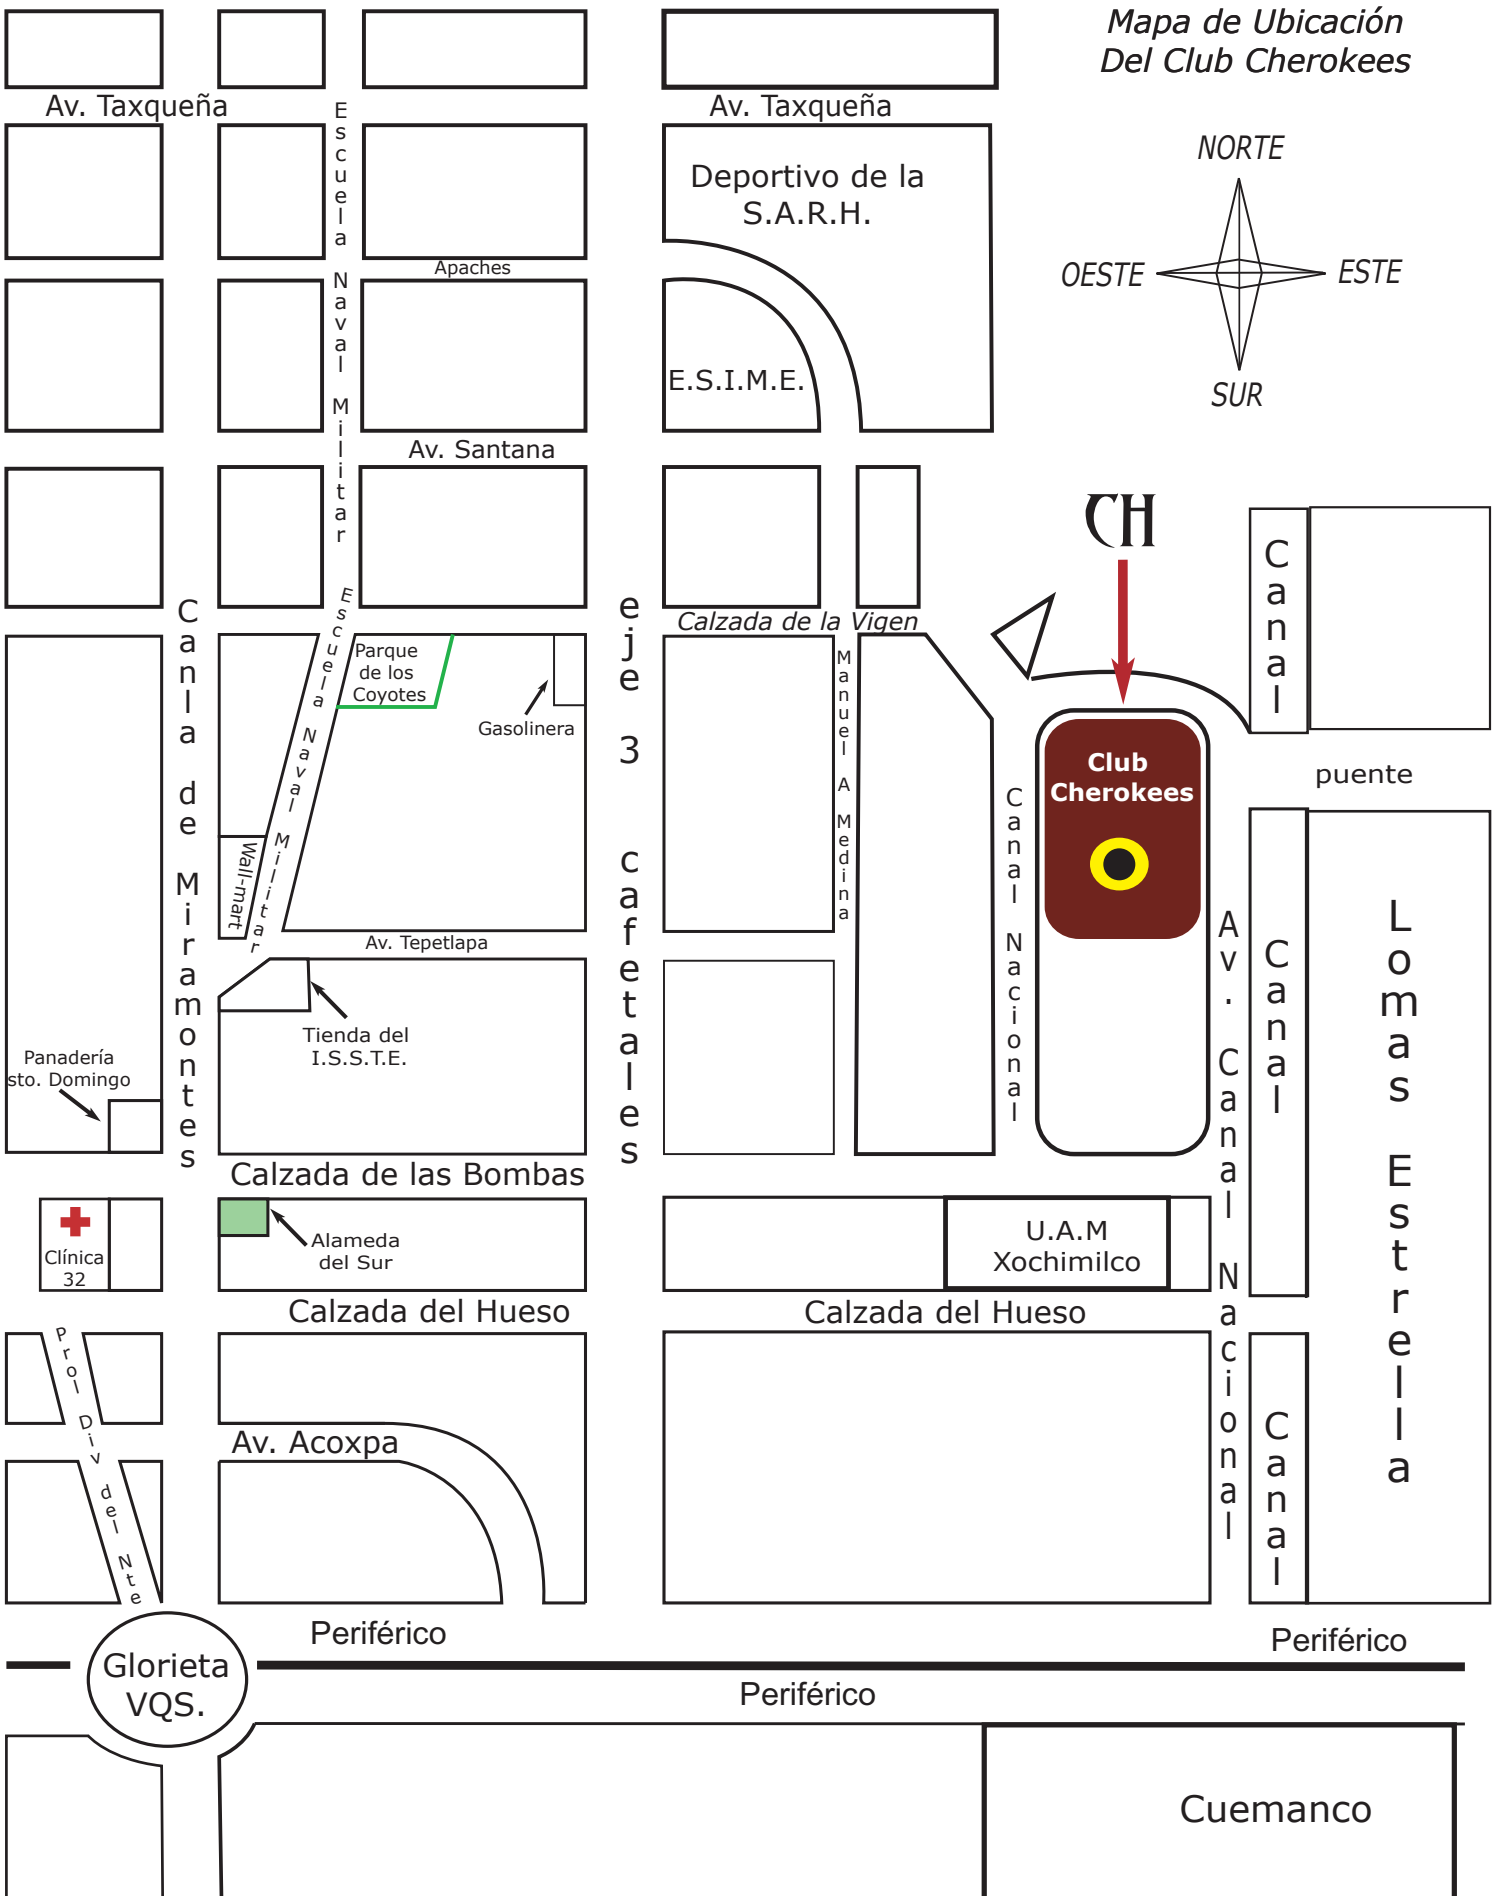 Mapa de Ubicación
Del Club Cherokees
Av. Taxqueña
Av. Taxqueña
Escuela Naval Militar
Deportivo de la
S.A.R.H.
NORTE
OESTE
ESTE
SUR
Apaches
E.S.I.M.E.
Av. Santana
CH
Canal
Canla de Miramontes
Escuela Naval Militar
eje 3 cafetales
Calzada de la Vigen
Parque
de los
Coyotes
Gasolinera
Manuel A Medina
Club
Cherokees
puente
Canal Nacional
Wall-mart
Av. Tepetlapa
Av. Canal Nacional
Canal
Lomas Estrella
Tienda del
I.S.S.T.E.
Panadería
sto. Domingo
Calzada de las Bombas
Clínica
32
Alameda
del Sur
U.A.M
Xochimilco
Calzada del Hueso
Calzada del Hueso
Prol Div del Nte
Av. Acoxpa
Canal
Periférico
Periférico
Glorieta
VQS.
Periférico
Cuemanco